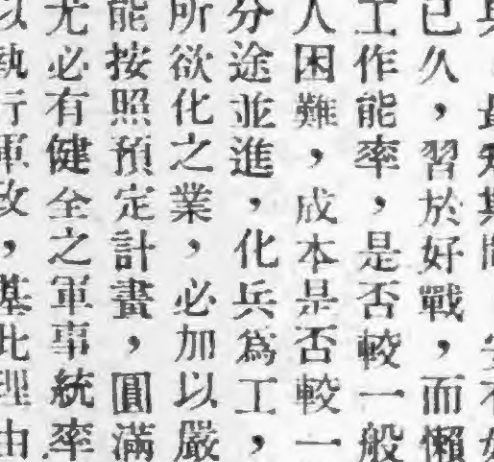 已久，習於好戰，而懶
工作能率，是否較一般
人困難，成本是否較一
分途並進，化兵爲工，
所欲化之業，必加以嚴
能按照預定計畫，圓滿
尤必有健全之軍事統率
以執行軍政，基此理由